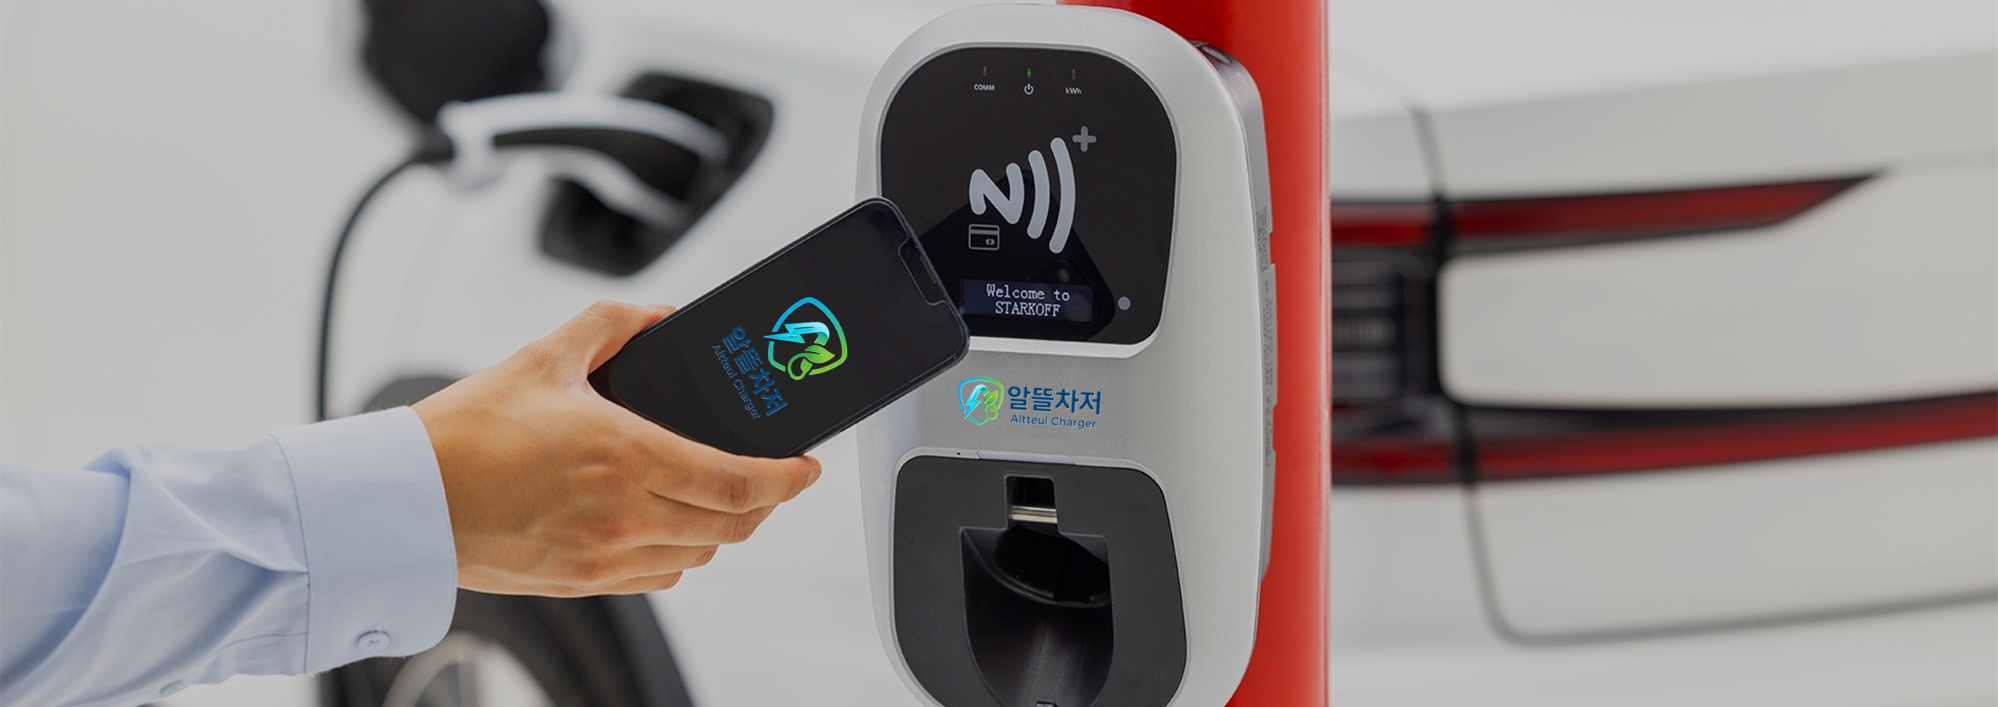 COMM
kWh
Welcome to
STARKOFF
알뜰차저
Altteul Charger
알뜰차저
Altteul Charger